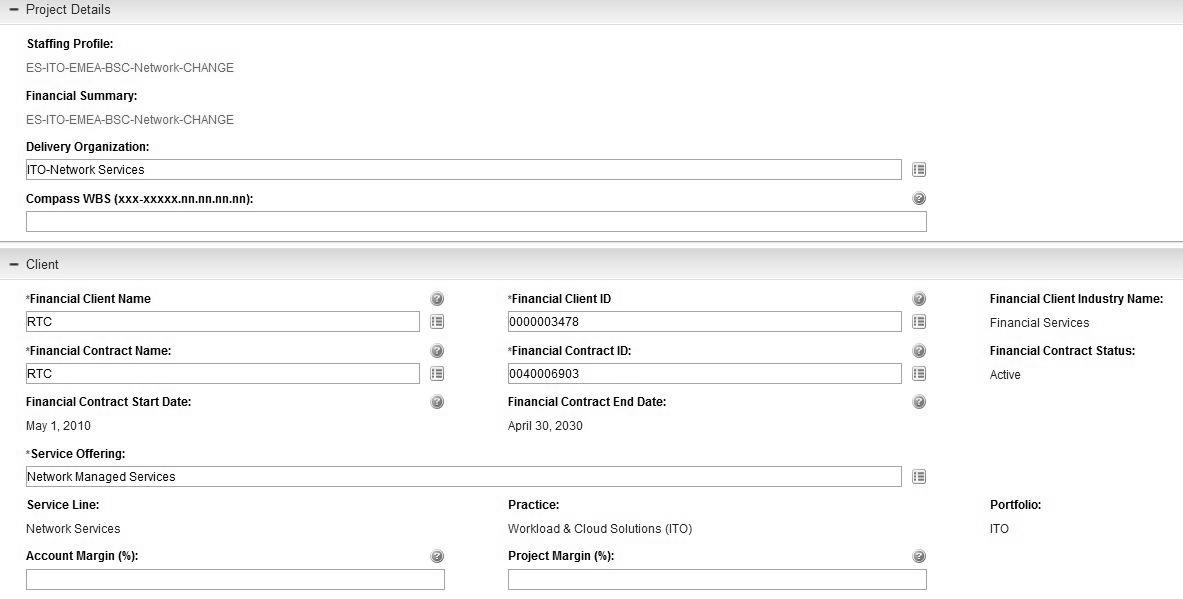 Project Details
Staffing Profile:
ES-ITO-EMEA-BSC-Network-CHANGE
Financial Summary:
ES-ITO-EMEA-BSC-Network-CHANGE
Delivery Organization:
ITO-Network Services
Compass WBS (xxx-xxxxx.nn.nn.nn.nn):
Client
*Financial Client Name *Financial Client ID Financial Client Industry Name:
RTC 0000003478 Financial Services
*Financial Contract Name: *Financial Contract ID: Financial Contract Status:
RTC 0040006903 Active
Financial Contract Start Date: Financial Contract End Date:
May 1, 2010 April 30, 2030
*Service Offering:
Network Managed Services
Service Line: Practice: Portfolio:
Network Services Workload & Cloud Solutions (ITO) ITO
Account Margin (%): Project Margin (%):